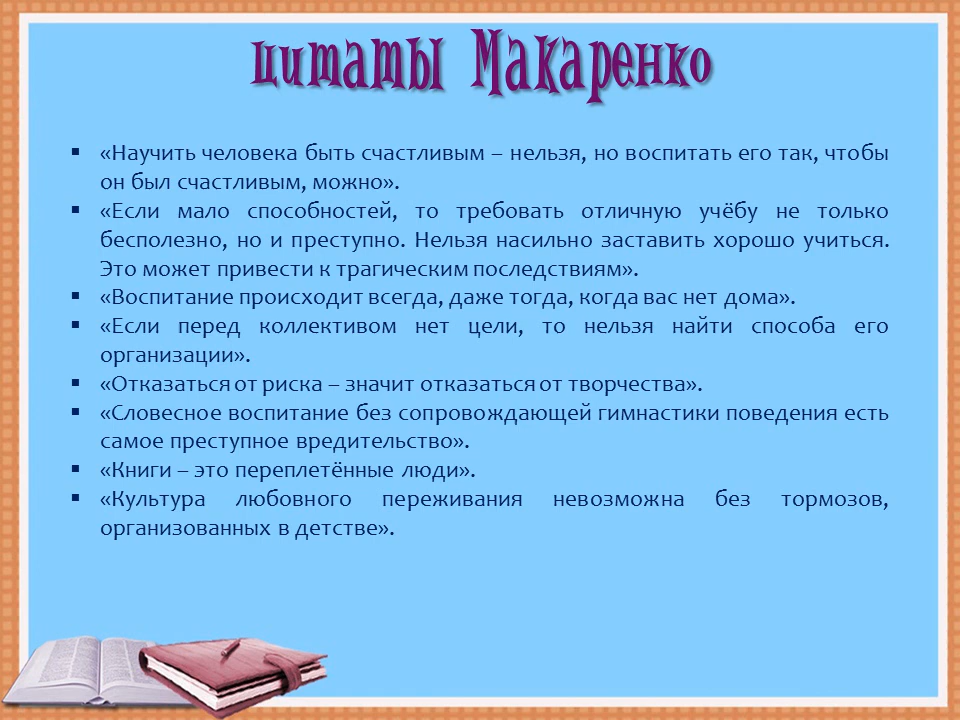 цитаты Макаренко
▪ «Научить человека быть счастливым – нельзя, но воспитать его так, чтобы
он был счастливым, можно».
▪ «Если мало способностей, то требовать отличную учёбу не только
бесполезно, но и преступно. Нельзя насильно заставить хорошо учиться.
Это может привести к трагическим последствиям».
▪ «Воспитание происходит всегда, даже тогда, когда вас нет дома».
▪ «Если перед коллективом нет цели, то нельзя найти способа его
организации».
▪ «Отказаться от риска – значит отказаться от творчества».
▪ «Словесное воспитание без сопровождающей гимнастики поведения есть
самое преступное вредительство».
▪ «Книги – это переплетённые люди».
▪ «Культура любовного переживания невозможна без тормозов,
организованных в детстве».